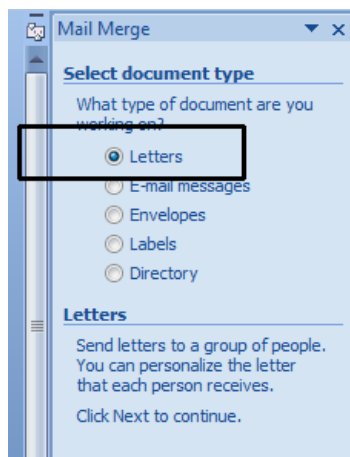 Mail Merge
Select document type
What type of document are you
working on?
Letters
E-mail messages
Envelopes
Labels
Directory
Letters
Send letters to a group of people.
You can personalize the letter
that each person receives.
Click Next to continue.